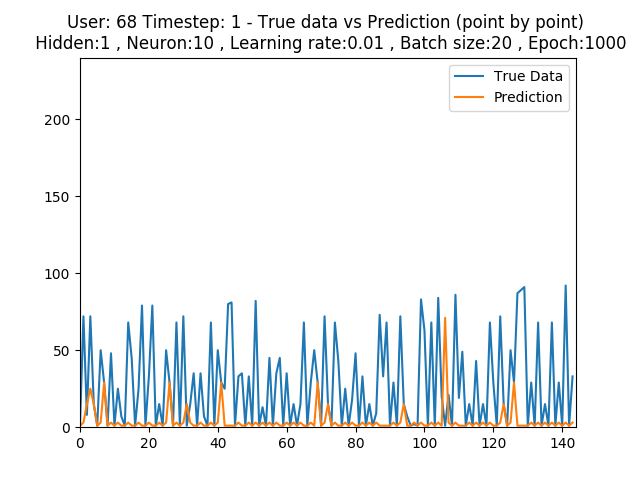 User: 68 Timestep: 1 - True data vs Prediction (point by point)
Hidden:1 , Neuron:10 , Learning rate:0.01 , Batch size:20 , Epoch:1000
True Data
Prediction
200
150
100
50
0
0 20 40 60 80 100 120 140